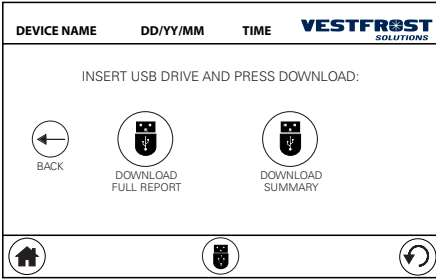 DEVICE NAME DD/YY/MM TIME VESTFROST
SOLUTIONS
INSERT USB DRIVE AND PRESS DOWNLOAD:
BACK
DOWNLOAD
FULL REPORT
DOWNLOAD
SUMMARY